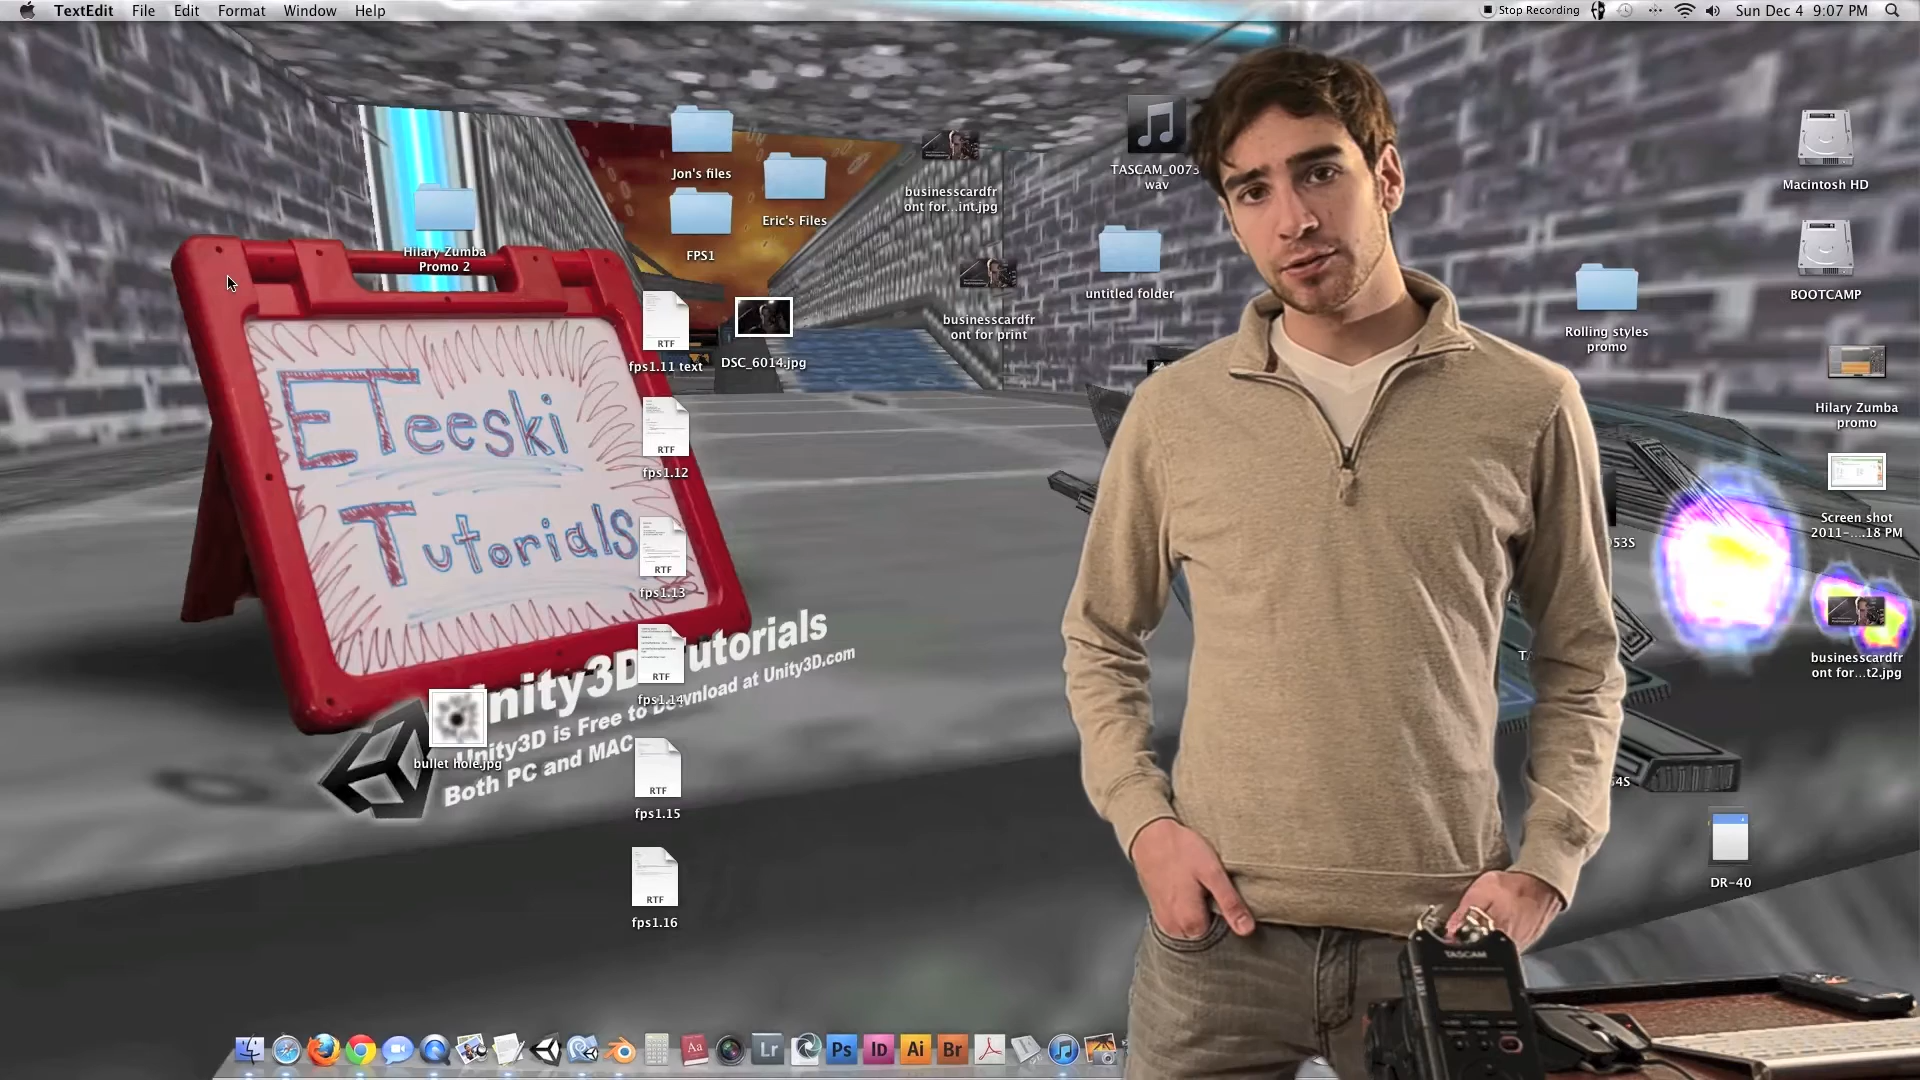 TextEdit File Edit Format Window Help
Stop Recording
Sun Dec 4 9:07 PM
Jon's files
Eric's Files
FPS1
Hilary Zumba
Promo 2
businesscardfr
ont for...int.jpg
TASCAM_0073
wav
untitled folder
businesscardfr
ont for print
Macintosh HD
BOOTCAMP
Rolling styles
promo
Hilary Zumba
promo
Screen shot
2011-....18 PM
businesscardfr
ont for...t2.jpg
DR-40
RTF
fps1.11 text
DSC_6014.jpg
RTF
fps1.12
RTF
fps1.13
RTF
fps1.14
RTF
fps1.15
RTF
fps1.16
ETeeski
Tutorials
Unity3D Tutorials
Unity3D is Free to Download at Unity3D.com
Both PC and MAC
bullet hole.jpg
053S
54S
TASCAM
Aa
Lr
Ps
Id
Ai
Br